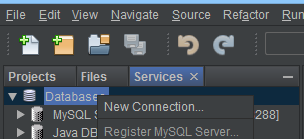 File Edit View Navigate Source Refactor
Projects Files Services
Databases
New Connection...
MySQL S 288]
Register MySQL Server...
Java DB